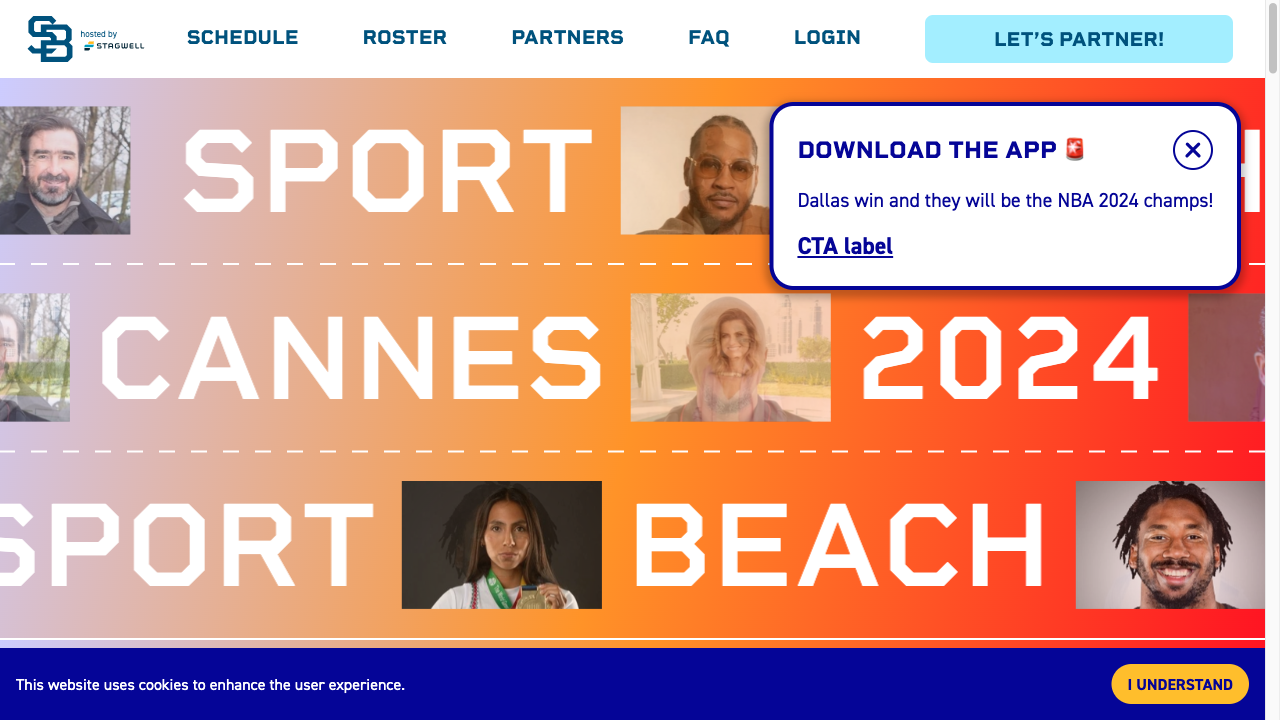 SB
hosted by
STAGWELL
SCHEDULE
ROSTER
PARTNERS
FAQ
LOGIN
LET’S PARTNER!
SPORT
DOWNLOAD THE APP 🚨
Dallas win and they will be the NBA 2024 champs!
CTA label
CANNES 2024
SPORT BEACH
This website uses cookies to enhance the user experience.
I UNDERSTAND